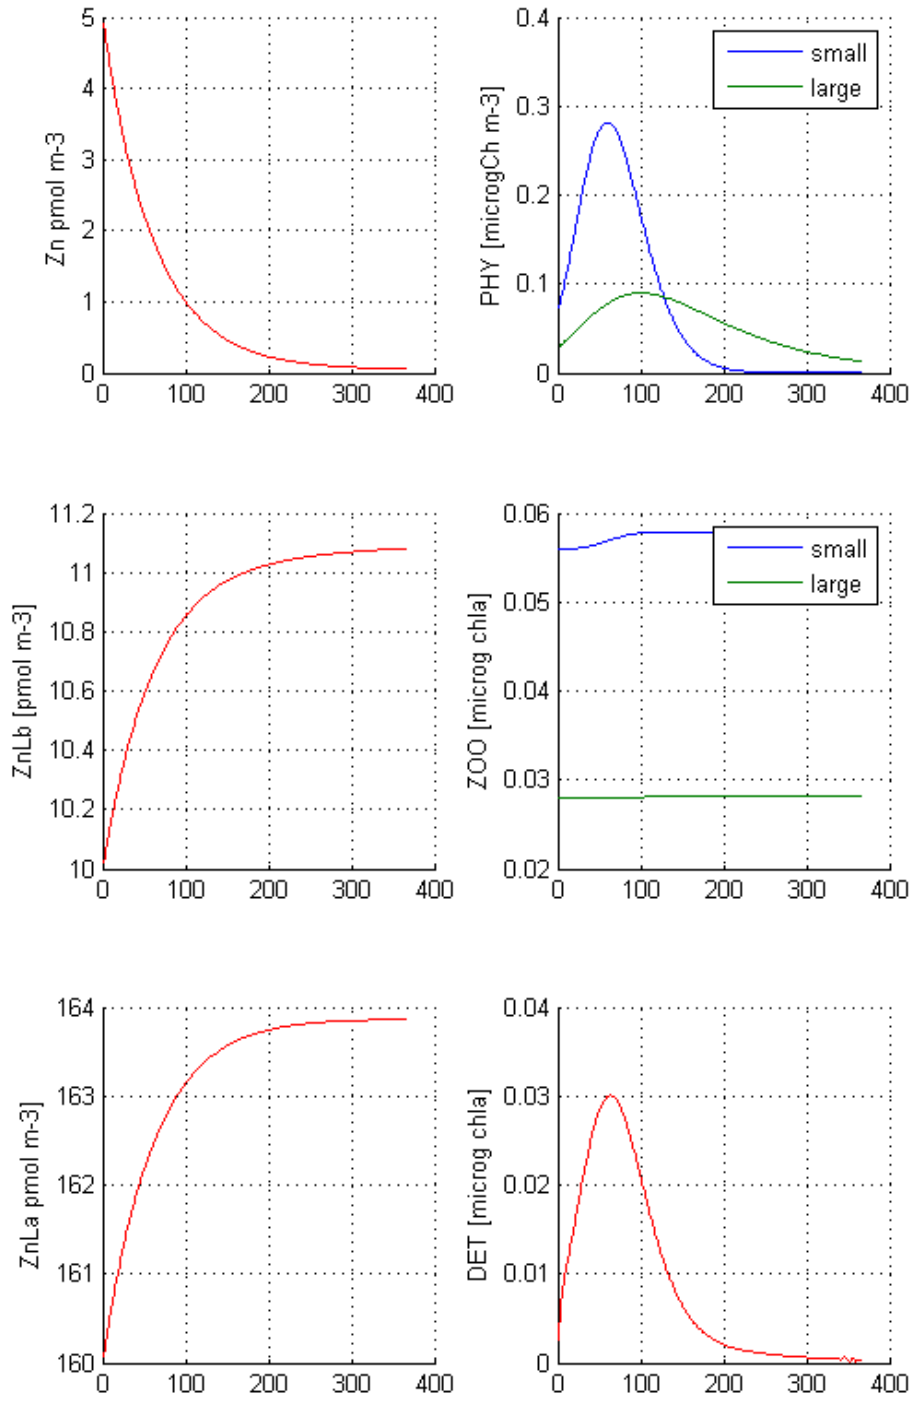 5
4
3
2
1
0
Zn pmol m-3
0 100 200 300 400
0.4
0.3
0.2
0.1
0
PHY [microgCh m-3]
small
large
0 100 200 300 400
11.2
11
10.8
10.6
10.4
10.2
10
ZnLb [pmol m-3]
0 100 200 300 400
0.06
0.05
0.04
0.03
0.02
ZOO [microg chla]
small
large
0 100 200 300 400
164
163
162
161
160
ZnLa pmol m-3]
0 100 200 300 400
0.04
0.03
0.02
0.01
0
DET [microg chla]
0 100 200 300 400